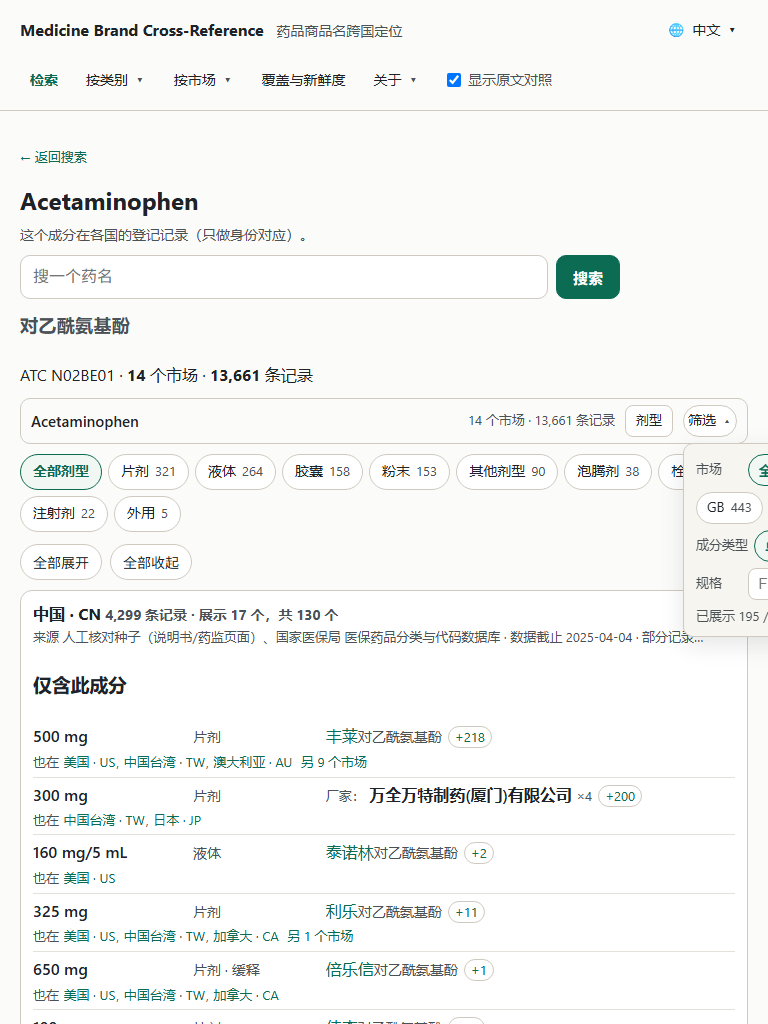 Medicine Brand Cross-Reference 药品商品名跨国定位
🌐 中文 ▼
检索 按类别 ▼ 按市场 ▼ 覆盖与新鲜度 关于 ▼ 显示原文对照
← 返回搜索
Acetaminophen
这个成分在各国的登记记录（只做身份对应）。
搜一个药名 搜索
对乙酰氨基酚
ATC N02BE01 · 14 个市场 · 13,661 条记录
Acetaminophen 14 个市场 · 13,661 条记录 剂型 筛选 ▲
全部剂型 片剂 321 液体 264 胶囊 158 粉末 153 其他剂型 90 泡腾剂 38
注射剂 22 外用 5
市场
GB 443
成分类型
规格
已展示 195 /
全部展开 全部收起
中国 · CN 4,299 条记录 · 展示 17 个，共 130 个
来源 人工核对种子（说明书/药监页面）、国家医保局 医保药品分类与代码数据库 · 数据截止 2025-04-04 · 部分记录…
仅含此成分
500 mg 片剂 丰莱对乙酰氨基酚 +218
也在 美国 · US, 中国台湾 · TW, 澳大利亚 · AU 另 9 个市场
300 mg 片剂 厂家： 万全万特制药(厦门)有限公司 ×4 +200
也在 中国台湾 · TW, 日本 · JP
160 mg/5 mL 液体 泰诺林对乙酰氨基酚 +2
也在 美国 · US
325 mg 片剂 利乐对乙酰氨基酚 +11
也在 美国 · US, 中国台湾 · TW, 加拿大 · CA 另 1 个市场
650 mg 片剂 · 缓释 倍乐信对乙酰氨基酚 +1
也在 美国 · US, 中国台湾 · TW, 加拿大 · CA